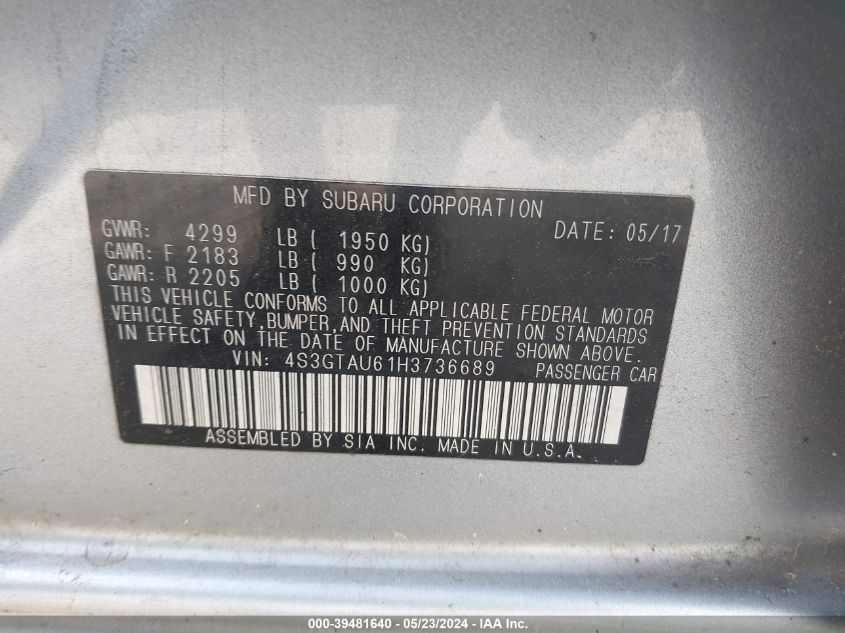 MFD BY SUBARU CORPORATION
GVWR: 4299 LB ( 1950 KG) DATE: 05/17
GAWR: F 2183 LB ( 990 KG)
GAWR: R 2205 LB ( 1000 KG)
THIS VEHICLE CONFORMS TO ALL APPLICABLE FEDERAL MOTOR
VEHICLE SAFETY,BUMPER,AND THEFT PREVENTION STANDARDS
IN EFFECT ON THE DATE OF MANUFACTURE SHOWN ABOVE.
VIN: 4S3GTAU61H3736689 PASSENGER CAR
ASSEMBLED BY SIA INC. MADE IN U.S.A.
000-39481640 - 05/23/2024 - IAA Inc.